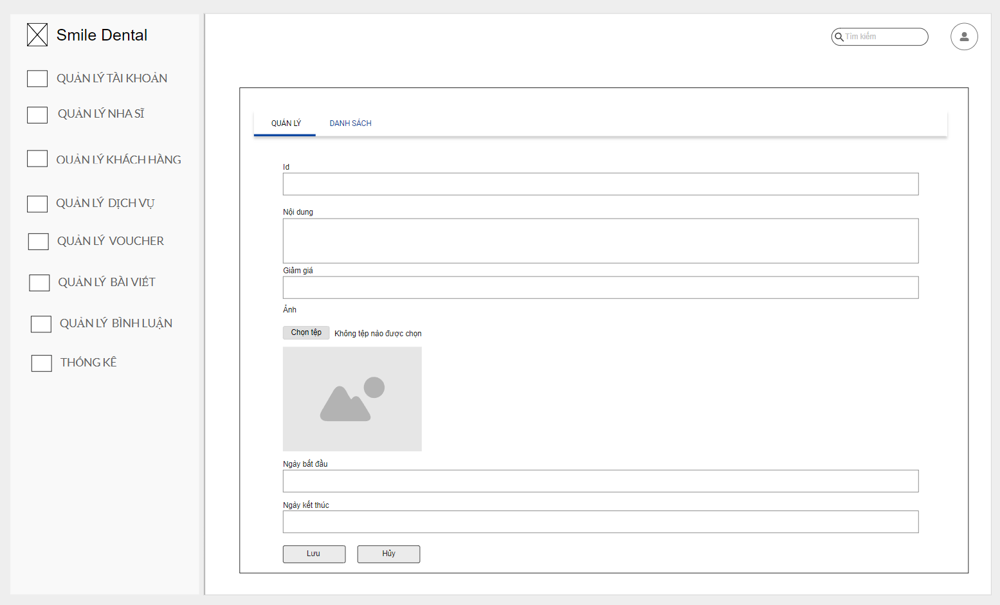 Smile Dental
Tìm kiếm
QUẢN LÝ TÀI KHOẢN
QUẢN LÝ NHA SĨ
QUẢN LÝ KHÁCH HÀNG
QUẢN LÝ DỊCH VỤ
QUẢN LÝ VOUCHER
QUẢN LÝ BÀI VIẾT
QUẢN LÝ BÌNH LUẬN
THỐNG KÊ
QUẢN LÝ DANH SÁCH
Id
Nội dung
Giảm giá
Ảnh
Chọn tệp Không tệp nào được chọn
Ngày bắt đầu
Ngày kết thúc
Lưu Hủy